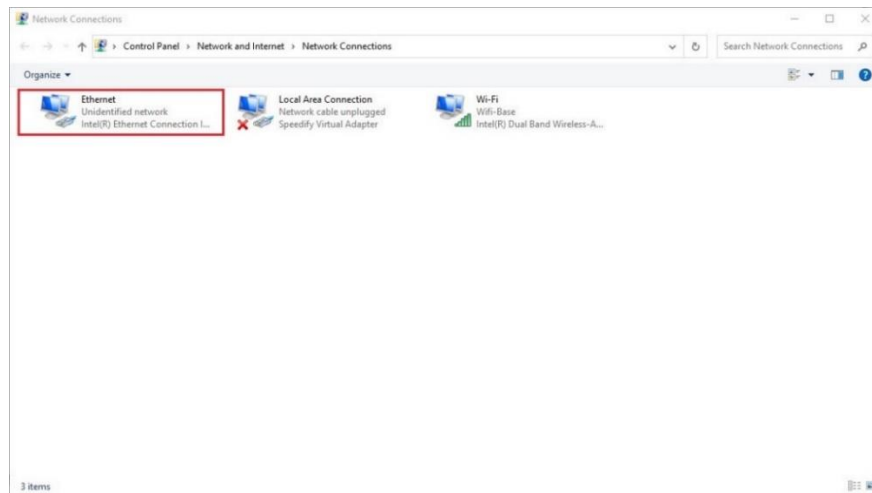 Network Connections
Control Panel › Network and Internet › Network Connections
Search Network Connections
Organize
Ethernet
Unidentified network
Intel(R) Ethernet Connection I...
Local Area Connection
Network cable unplugged
Speedify Virtual Adapter
Wi-Fi
Wifi-Base
Intel(R) Dual Band Wireless-A...
3 items